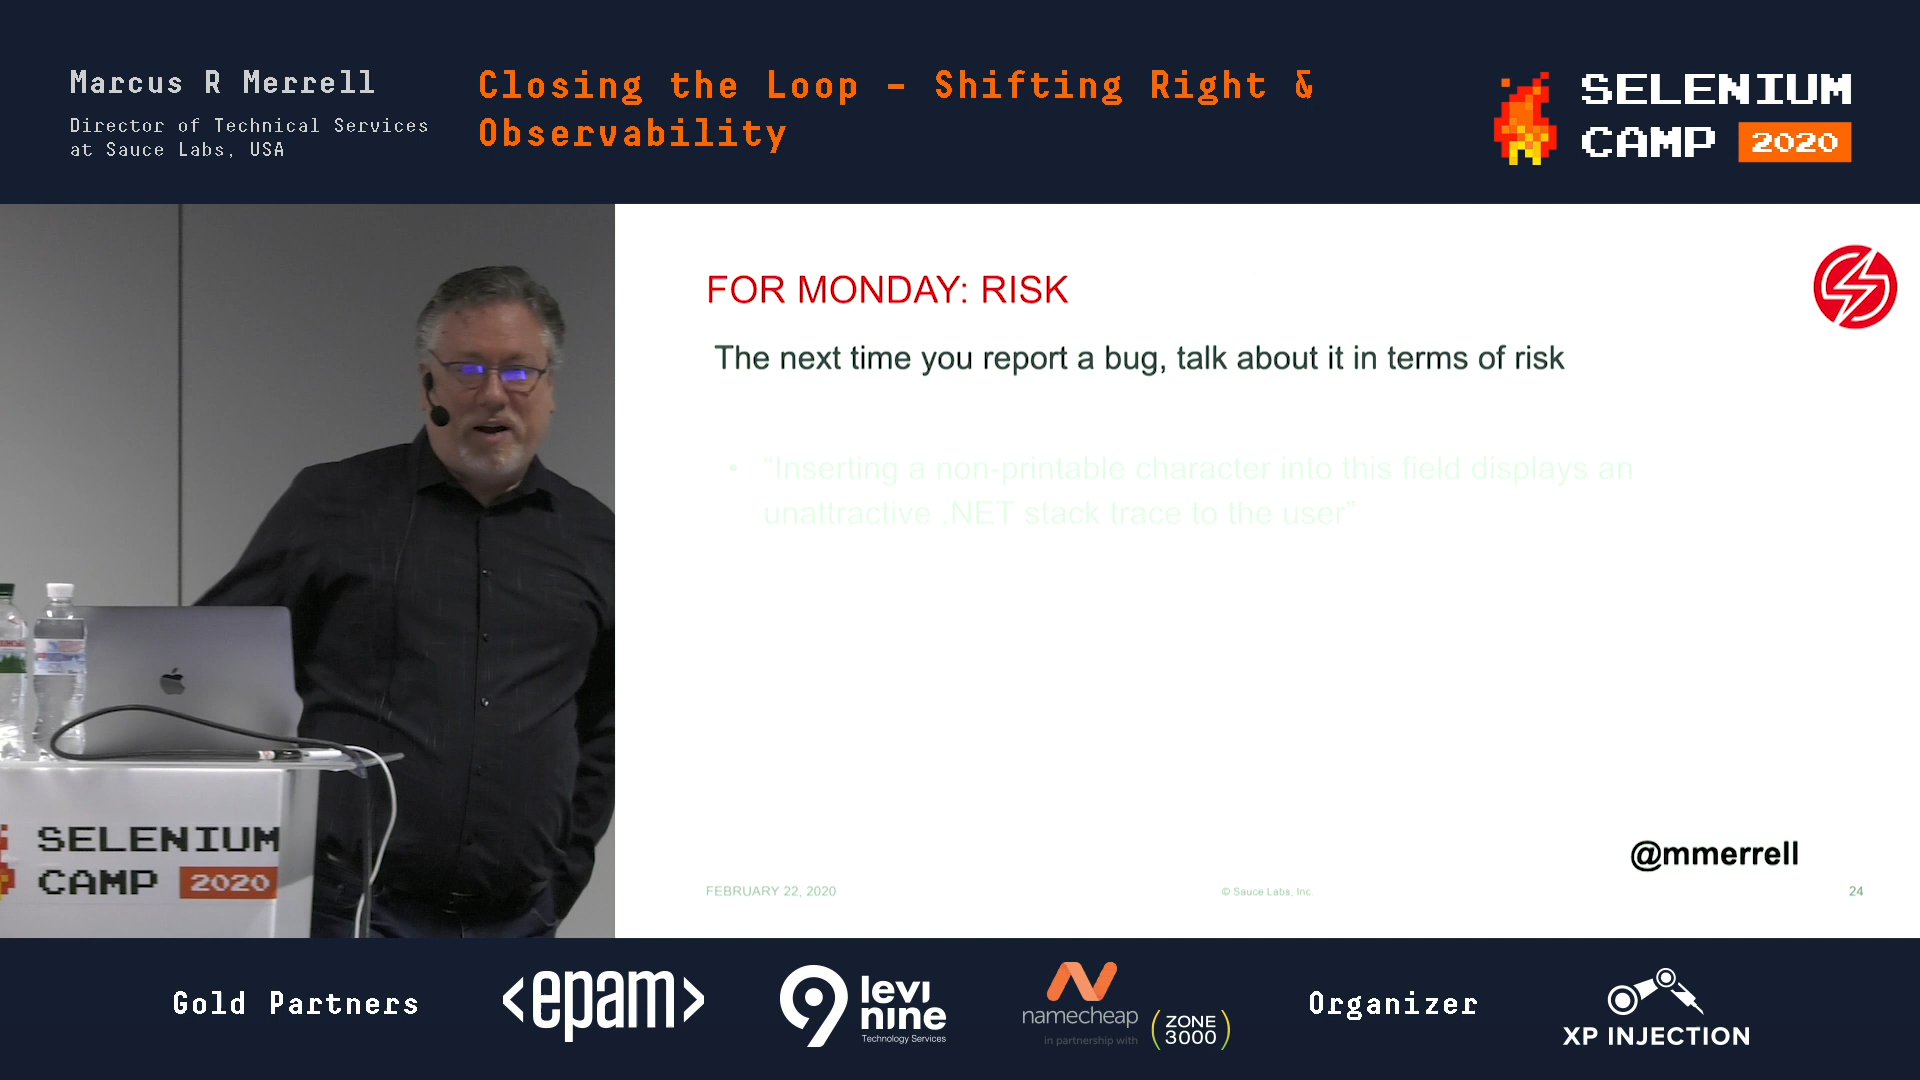 Marcus R Merrell
Director of Technical Services
at Sauce Labs, USA
Closing the Loop – Shifting Right &
Observability
SELENIUM
CAMP 2020
FOR MONDAY: RISK
The next time you report a bug, talk about it in terms of risk
• “Inserting a non-printable character into this field displays an
unattractive .NET stack trace to the user”
@mmerrell
FEBRUARY 22, 2020
© Sauce Labs, Inc.
24
SELENIUM
CAMP 2020
Gold Partners
<epam>
levi
nine
Technology Services
namecheap
in partnership with
ZONE
3000
Organizer
XP INJECTION